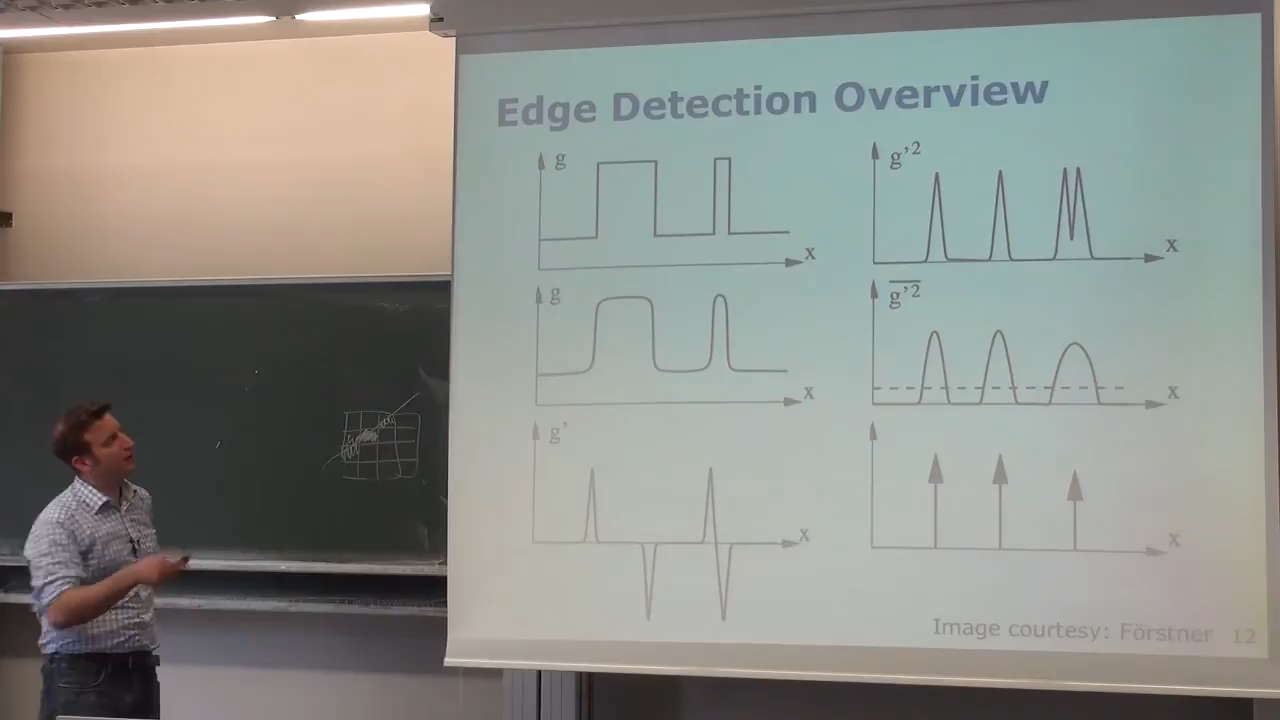 Edge Detection Overview
g
x
g
x
g'
x
g'²
x
g'²
x
x
Image courtesy: Förstner 12